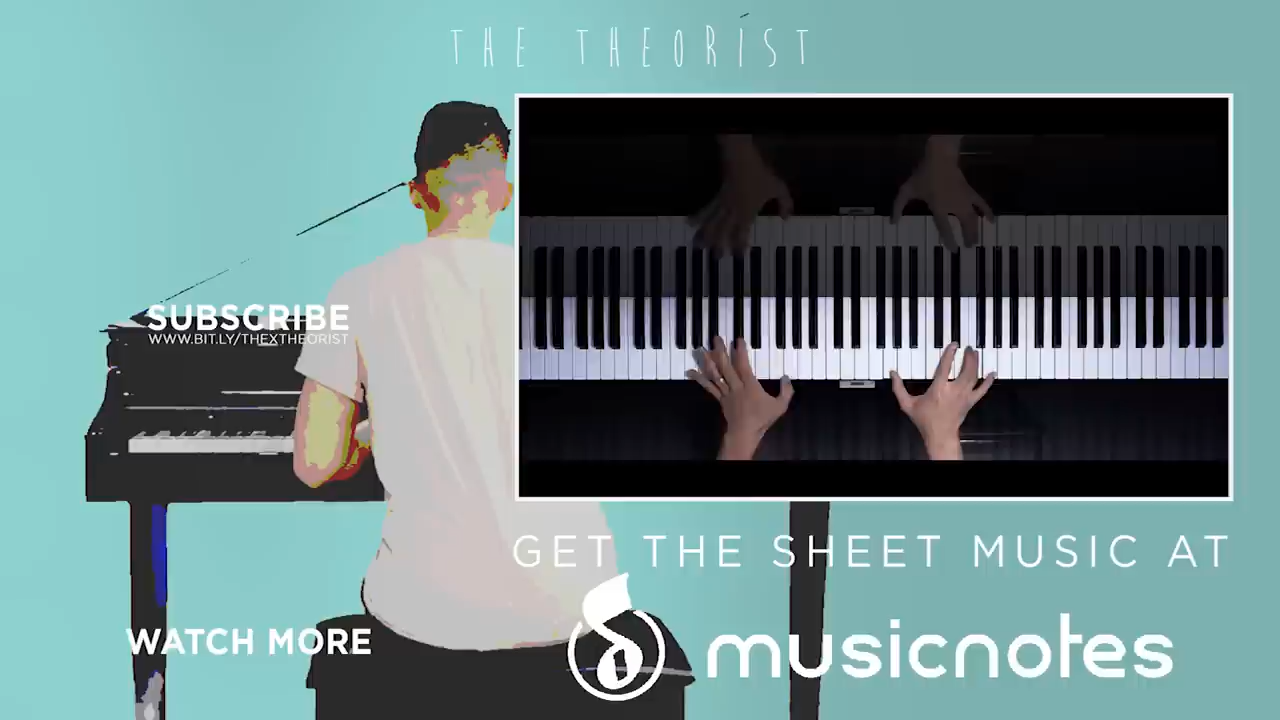 THE THEORIST
SUBSCRIBE
WWW.BIT.LY/THEXTHEORIST
GET THE SHEET MUSIC AT
WATCH MORE
musicnotes